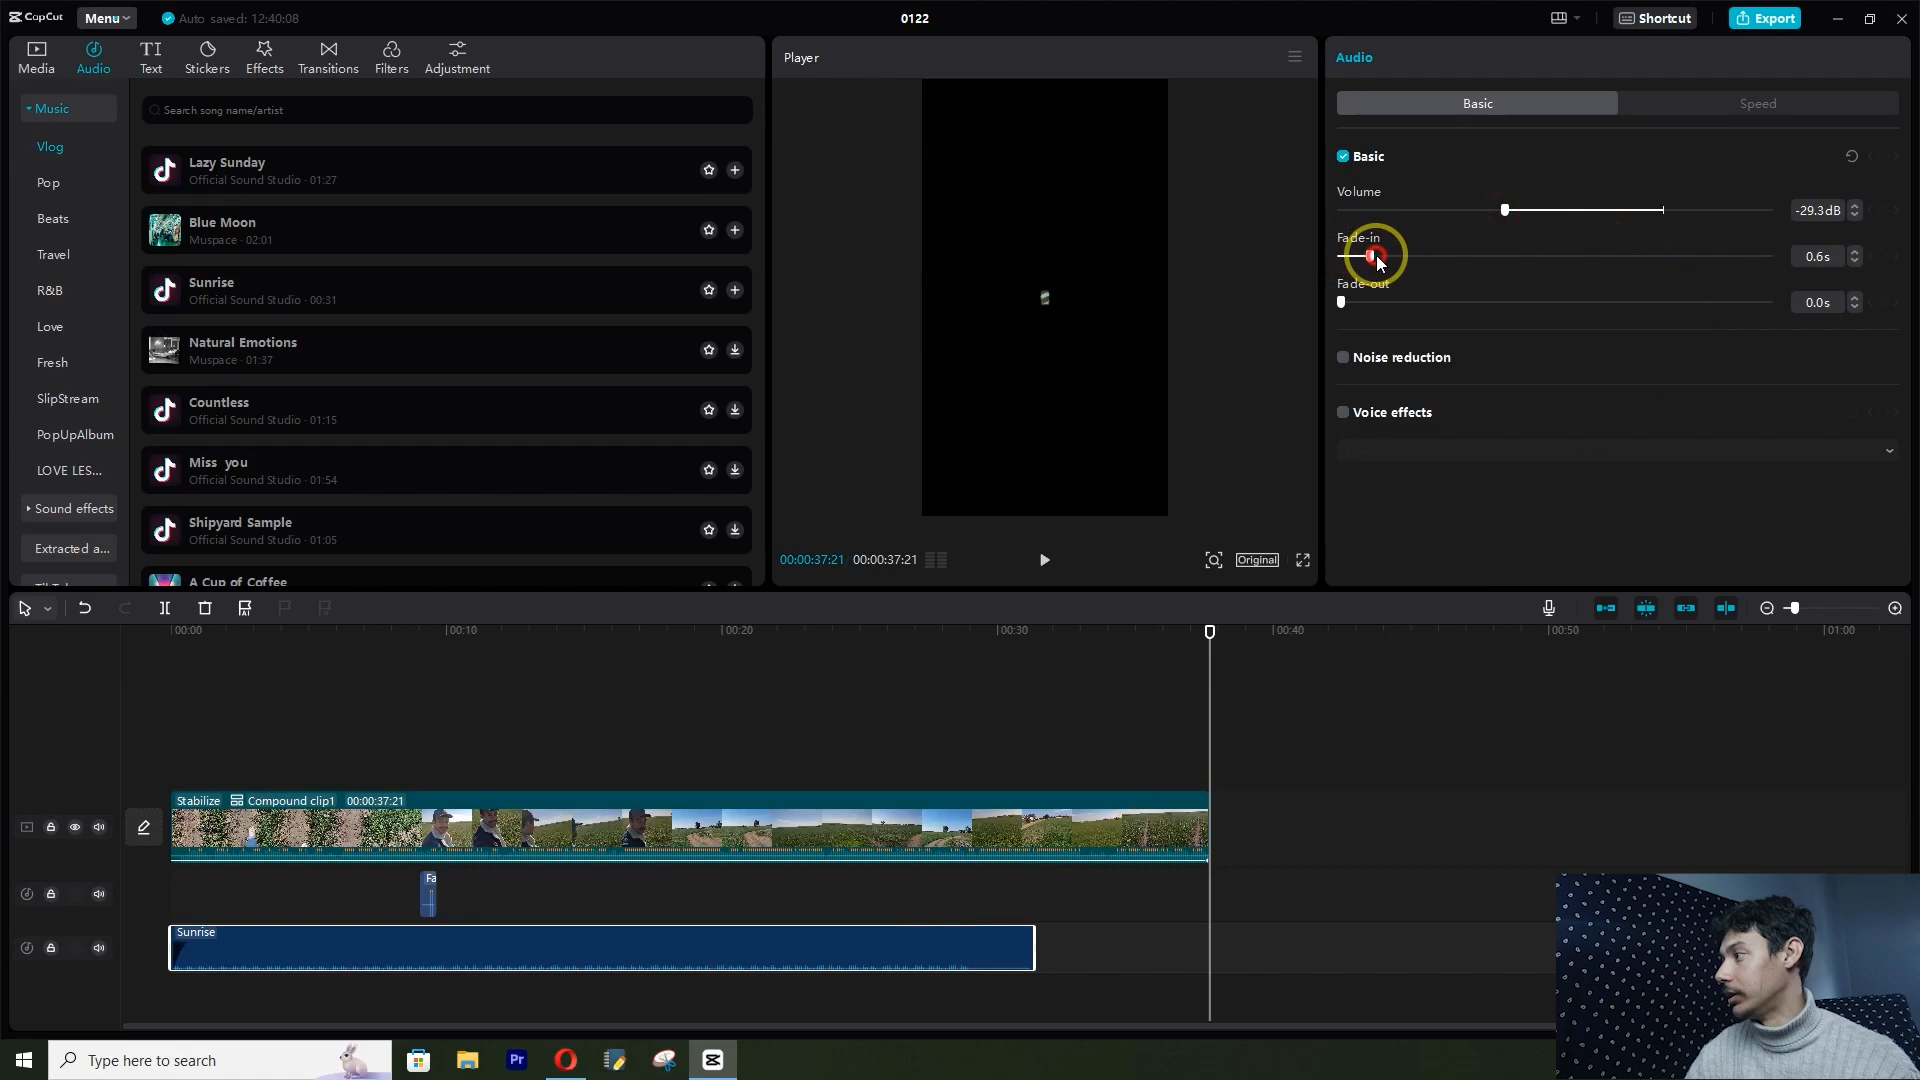 CapCut
Menu
Auto saved: 12:40:08
0122
Shortcut
Export
Media
Audio
TI
Text
Stickers
Effects
Transitions
Filters
Adjustment
Music
Vlog
Pop
Beats
Travel
R&B
Love
Fresh
SlipStream
PopUpAlbum
LOVE LES...
Sound effects
Extracted a...
Search song name/artist
Lazy Sunday
Official Sound Studio · 01:27
Blue Moon
Muspace · 02:01
Sunrise
Official Sound Studio · 00:31
Natural Emotions
Muspace · 01:37
Countless
Official Sound Studio · 01:15
Miss you
Official Sound Studio · 01:54
Shipyard Sample
Official Sound Studio · 01:05
A Cup of Coffee
Player
00:00:37:21
00:00:37:21
Original
Audio
Basic
Speed
Basic
Volume
-29.3dB
Fade-in
0.6s
Fade-out
0.0s
Noise reduction
Voice effects
00:00
00:10
00:20
00:30
00:40
00:50
01:00
Stabilize
Compound clip1
00:00:37:21
Fa
Sunrise
Type here to search
Pr